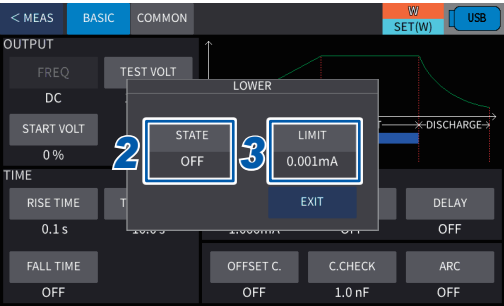 < MEAS BASIC COMMON W SET(W) USB
OUTPUT
FREQ TEST VOLT
DC
START VOLT
0 %
LOWER
2 STATE 3 LIMIT
OFF 0.001mA
EXIT
DISCHARGE
TIME
RISE TIME T DELAY
0.1 s OFF
FALL TIME OFFSET C. C.CHECK ARC
OFF OFF 1.0 nF OFF